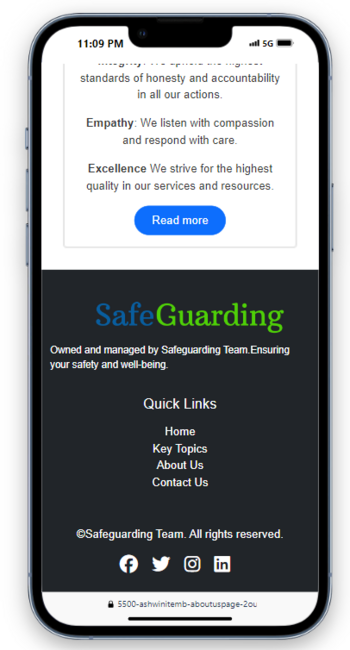 11:09 PM
5G
Integrity: We uphold the highest
standards of honesty and accountability
in all our actions.
Empathy: We listen with compassion
and respond with care.
Excellence We strive for the highest
quality in our services and resources.
Read more
SafeGuarding
Owned and managed by Safeguarding Team.Ensuring
your safety and well-being.
Quick Links
Home
Key Topics
About Us
Contact Us
©Safeguarding Team. All rights reserved.
5500-ashwinitemb-aboutuspage-2ou